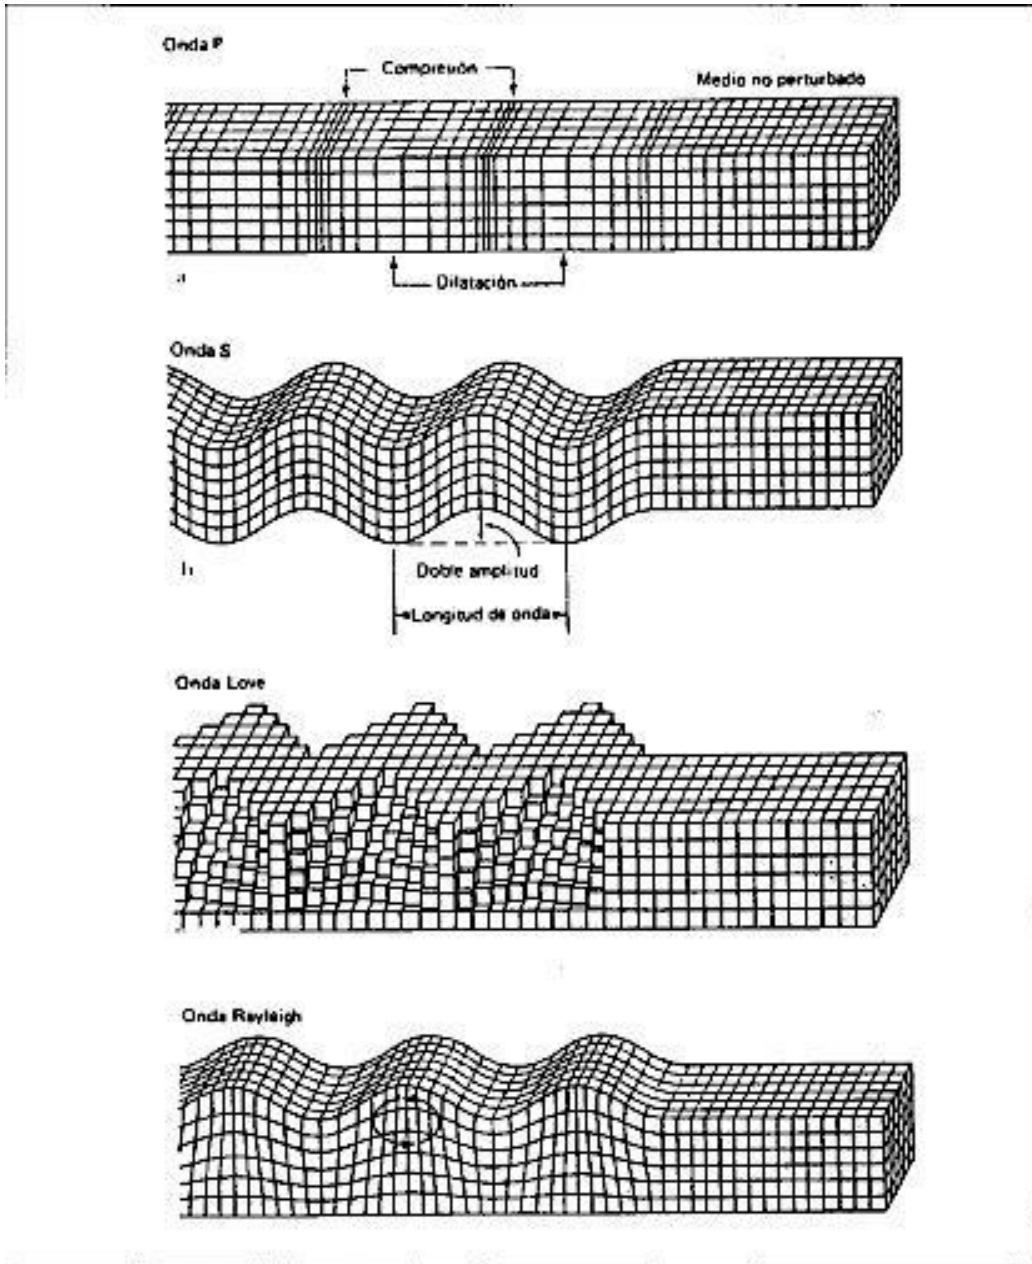 Onda P
Compresión
Medio no perturbado
a
Dilatación
Onda S
Doble amplitud
b
Longitud de onda
Onda Love
Onda Rayleigh